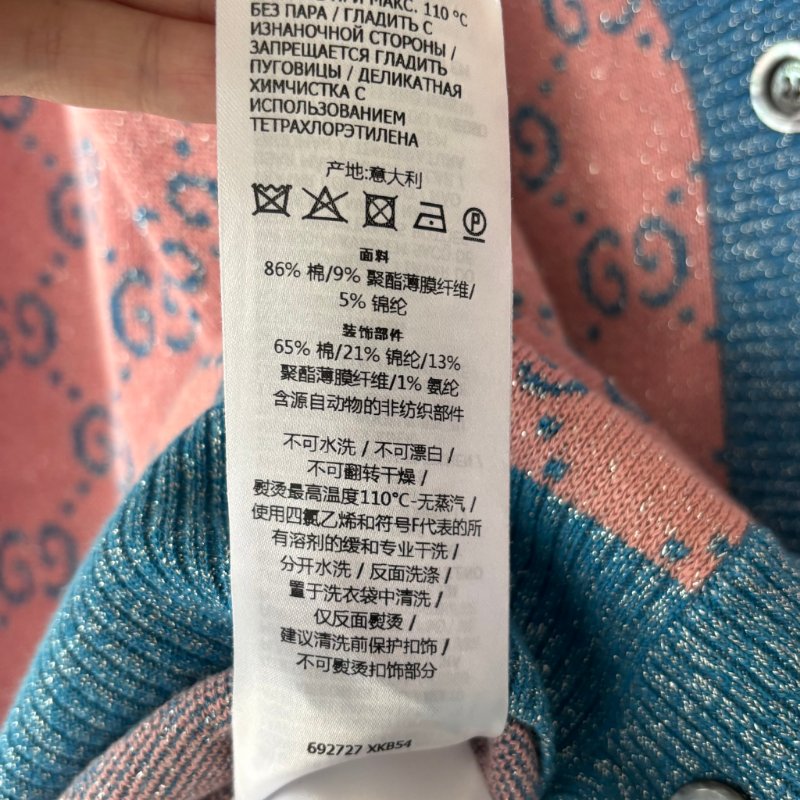 МАКС. 110 °C
БЕЗ ПАРА / ГЛАДИТЬ С
ИЗНАНОЧНОЙ СТОРОНЫ /
ЗАПРЕЩАЕТСЯ ГЛАДИТЬ
ПУГОВИЦЫ / ДЕЛИКАТНАЯ
ХИМЧИСТКА С
ИСПОЛЬЗОВАНИЕМ
ТЕТРАХЛОРЭТИЛЕНА
产地:意大利
P
面料
86% 棉/9% 聚酯薄膜纤维/
5% 锦纶
装饰部件
65% 棉/21% 锦纶/13%
聚酯薄膜纤维/1% 氨纶
含源自动物的非纺织部件
不可水洗 / 不可漂白 /
不可翻转干燥 /
熨烫最高温度110°C-无蒸汽 /
使用四氯乙烯和符号F代表的所
有溶剂的缓和专业干洗 /
分开水洗 / 反面洗涤 /
置于洗衣袋中清洗 /
仅反面熨烫 /
建议清洗前保护扣饰 /
不可熨烫扣饰部分
692727 XKB54